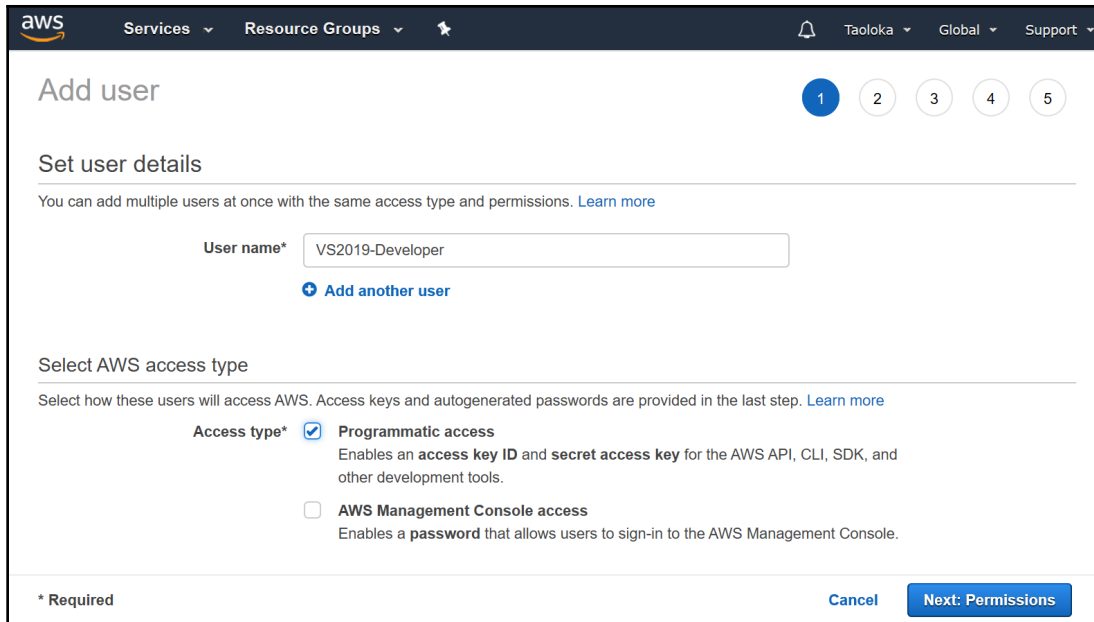 aws Services Resource Groups Taoloka Global Support
Add user
1 2 3 4 5
Set user details
You can add multiple users at once with the same access type and permissions. Learn more
User name* VS2019-Developer
Add another user
Select AWS access type
Select how these users will access AWS. Access keys and autogenerated passwords are provided in the last step. Learn more
Access type* Programmatic access
Enables an access key ID and secret access key for the AWS API, CLI, SDK, and
other development tools.
AWS Management Console access
Enables a password that allows users to sign-in to the AWS Management Console.
* Required Cancel Next: Permissions